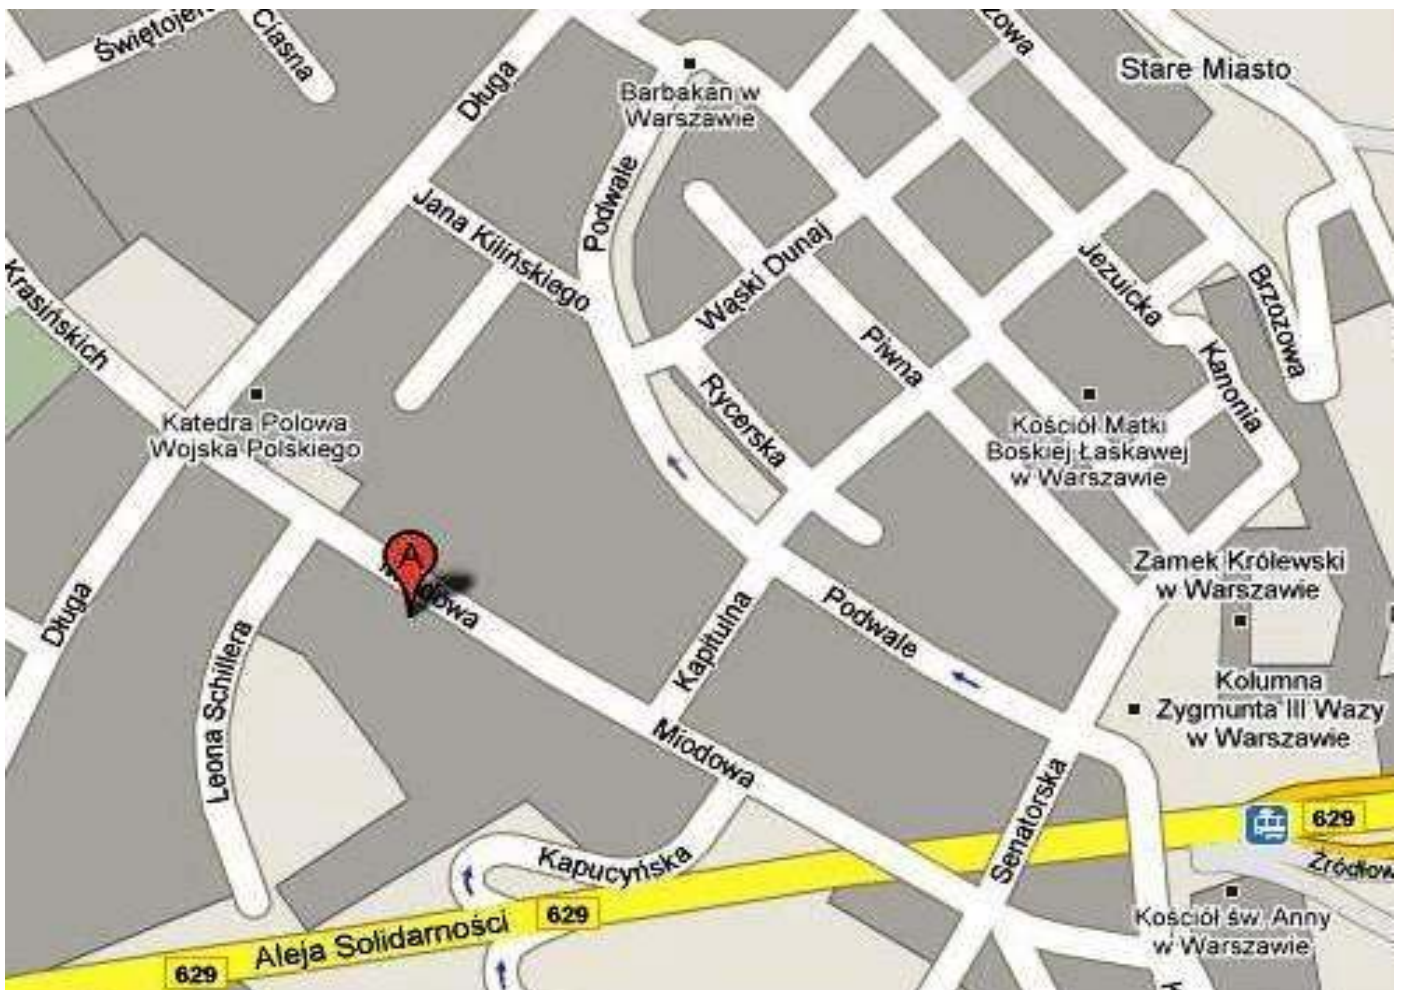 Świętojer
Ciasna
Długa
zowa
Stare Miasto
Barbakan w
Warszawie
Podwale
Jana Kilińskiego
Wąski Dunaj
Jezuicka
Brzozowa
Krasińskich
Piwna
Kanonia
Rycerska
Katedra Polowa
Wojska Polskiego
Kościół Matki
Boskiej Łaskawej
w Warszawie
A
Zamek Królewski
w Warszawie
Długa
dowa
Kapitulna
Podwale
Leona Schillera
Kolumna
Zygmunta III Wazy
w Warszawie
Miodowa
Senatorska
629
Kapucyńska
Źródłow
629
Aleja Solidarności
Kościół św. Anny
w Warszawie
629
K